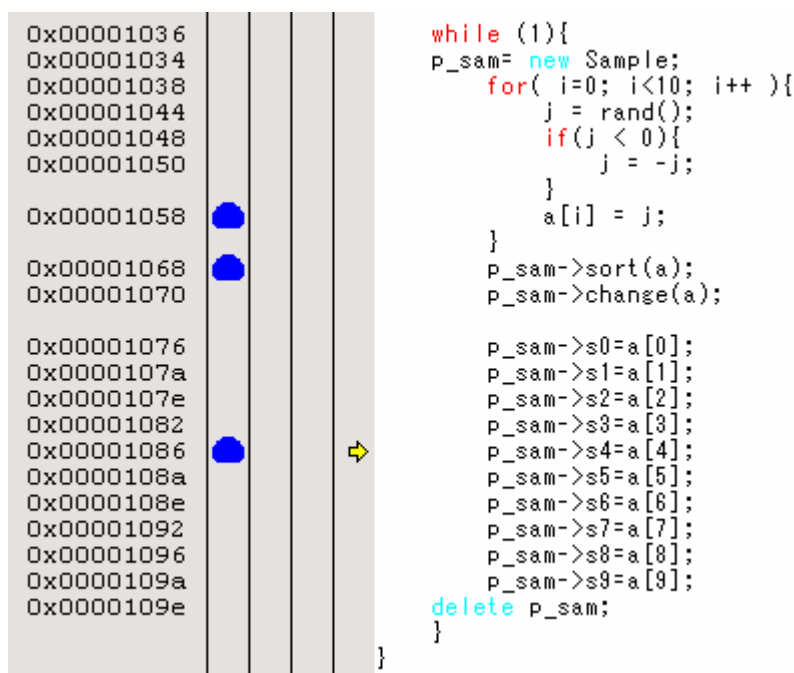 0x00001036 while (1){
0x00001034 p_sam= new Sample;
0x00001038 for( i=0; i<10; i++ ){
0x00001044 j = rand();
0x00001048 if(j < 0){
0x00001050 j = -j;
}
0x00001058 a[i] = j;
}
0x00001068 p_sam->sort(a);
0x00001070 p_sam->change(a);
0x00001076 p_sam->s0=a[0];
0x0000107a p_sam->s1=a[1];
0x0000107e p_sam->s2=a[2];
0x00001082 p_sam->s3=a[3];
0x00001086 p_sam->s4=a[4];
0x0000108a p_sam->s5=a[5];
0x0000108e p_sam->s6=a[6];
0x00001092 p_sam->s7=a[7];
0x00001096 p_sam->s8=a[8];
0x0000109a p_sam->s9=a[9];
0x0000109e delete p_sam;
}
}